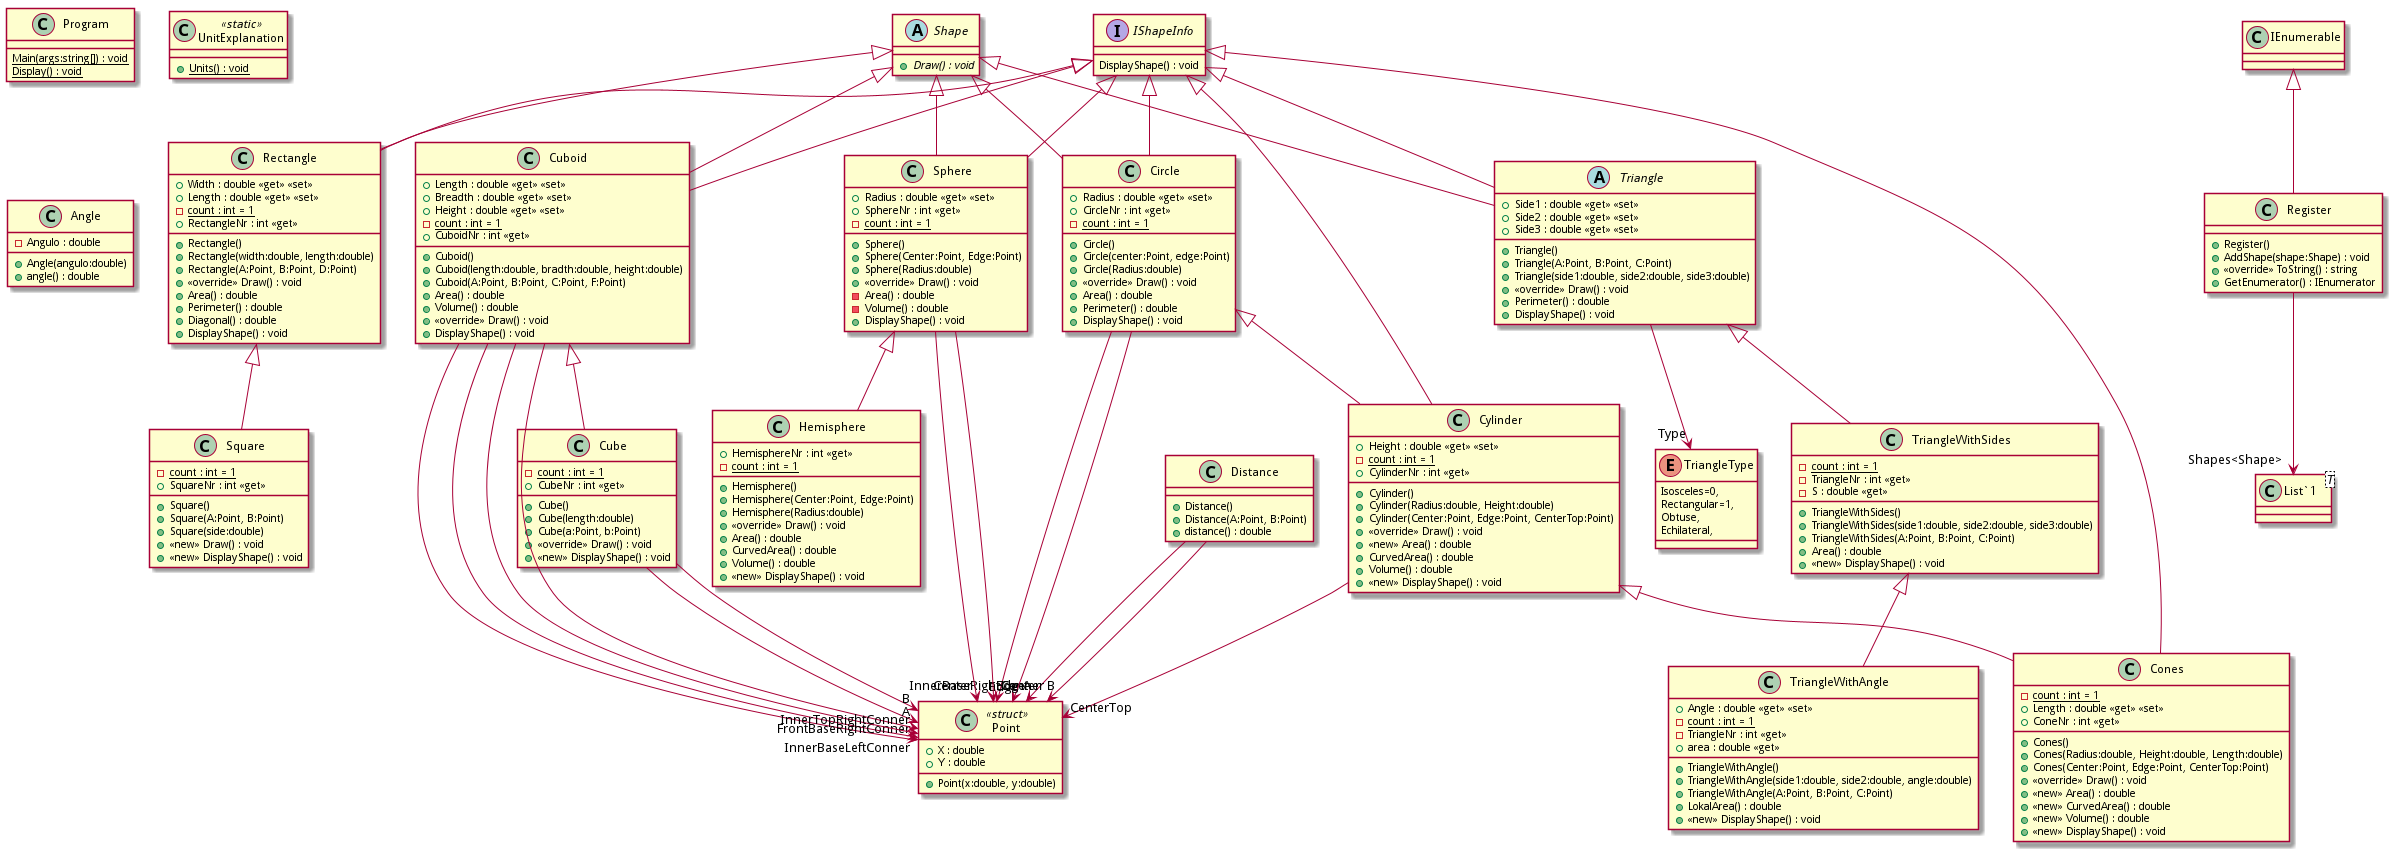 C Program
Main(args:string[]) : void
Display() : void
C «static»
UnitExplanation
Units() : void
A Shape
Draw() : void
I IShapeInfo
DisplayShape() : void
C IEnumerable
C Rectangle
Width : double «get» «set»
Length : double «get» «set»
count : int = 1
RectangleNr : int «get»
Rectangle()
Rectangle(width:double, length:double)
Rectangle(A:Point, B:Point, D:Point)
«override» Draw() : void
Area() : double
Perimeter() : double
Diagonal() : double
DisplayShape() : void
C Cuboid
Length : double «get» «set»
Breadth : double «get» «set»
Height : double «get» «set»
count : int = 1
CuboidNr : int «get»
Cuboid()
Cuboid(length:double, bradth:double, height:double)
Cuboid(A:Point, B:Point, C:Point, F:Point)
Area() : double
Volume() : double
«override» Draw() : void
DisplayShape() : void
C Sphere
Radius : double «get» «set»
SphereNr : int «get»
count : int = 1
Sphere()
Sphere(Center:Point, Edge:Point)
Sphere(Radius:double)
«override» Draw() : void
Area() : double
Volume() : double
DisplayShape() : void
C Circle
Radius : double «get» «set»
CircleNr : int «get»
count : int = 1
Circle()
Circle(center:Point, edge:Point)
Circle(Radius:double)
«override» Draw() : void
Area() : double
Perimeter() : double
DisplayShape() : void
A Triangle
Side1 : double «get» «set»
Side2 : double «get» «set»
Side3 : double «get» «set»
Triangle()
Triangle(A:Point, B:Point, C:Point)
Triangle(side1:double, side2:double, side3:double)
«override» Draw() : void
Perimeter() : double
DisplayShape() : void
C Angle
Angulo : double
Angle(angulo:double)
angle() : double
C Register
Register()
AddShape(shape:Shape) : void
«override» ToString() : string
GetEnumerator() : IEnumerator
C Square
count : int = 1
SquareNr : int «get»
Square()
Square(A:Point, B:Point)
Square(side:double)
«new» Draw() : void
«new» DisplayShape() : void
C Cube
count : int = 1
CubeNr : int «get»
Cube()
Cube(length:double)
Cube(a:Point, b:Point)
«override» Draw() : void
«new» DisplayShape() : void
C Hemisphere
HemisphereNr : int «get»
count : int = 1
Hemisphere()
Hemisphere(Center:Point, Edge:Point)
Hemisphere(Radius:double)
«override» Draw() : void
Area() : double
CurvedArea() : double
Volume() : double
«new» DisplayShape() : void
C Distance
Distance()
Distance(A:Point, B:Point)
distance() : double
C Cylinder
Height : double «get» «set»
count : int = 1
CylinderNr : int «get»
Cylinder()
Cylinder(Radius:double, Height:double)
Cylinder(Center:Point, Edge:Point, CenterTop:Point)
«override» Draw() : void
«new» Area() : double
CurvedArea() : double
Volume() : double
«new» DisplayShape() : void
Type
E TriangleType
Isosceles=0,
Rectangular=1,
Obtuse,
Echilateral,
C TriangleWithSides
count : int = 1
TriangleNr : int «get»
S : double «get»
TriangleWithSides()
TriangleWithSides(side1:double, side2:double, side3:double)
TriangleWithSides(A:Point, B:Point, C:Point)
Area() : double
«new» DisplayShape() : void
Shapes<Shape>
C List`1
T
B
B
A
InnerTopRightConner
FrontBaseRightConner
InnerBaseLeftConner
CenterTop
C «struct»
Point
X : double
Y : double
Point(x:double, y:double)
C TriangleWithAngle
Angle : double «get» «set»
count : int = 1
TriangleNr : int «get»
area : double «get»
TriangleWithAngle()
TriangleWithAngle(side1:double, side2:double, angle:double)
TriangleWithAngle(A:Point, B:Point, C:Point)
LokalArea() : double
«new» DisplayShape() : void
C Cones
count : int = 1
Length : double «get» «set»
ConeNr : int «get»
Cones()
Cones(Radius:double, Height:double, Length:double)
Cones(Center:Point, Edge:Point, CenterTop:Point)
«override» Draw() : void
«new» Area() : double
«new» CurvedArea() : double
«new» Volume() : double
«new» DisplayShape() : void